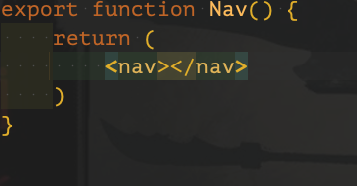 export function Nav() {
    return (
        <nav></nav>
    )
}